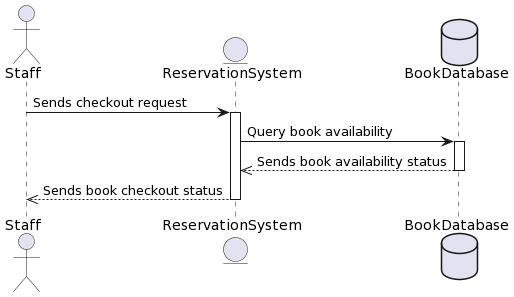 Staff
ReservationSystem
BookDatabase
Sends checkout request
Query book availability
Sends book availability status
Sends book checkout status
Staff
ReservationSystem
BookDatabase